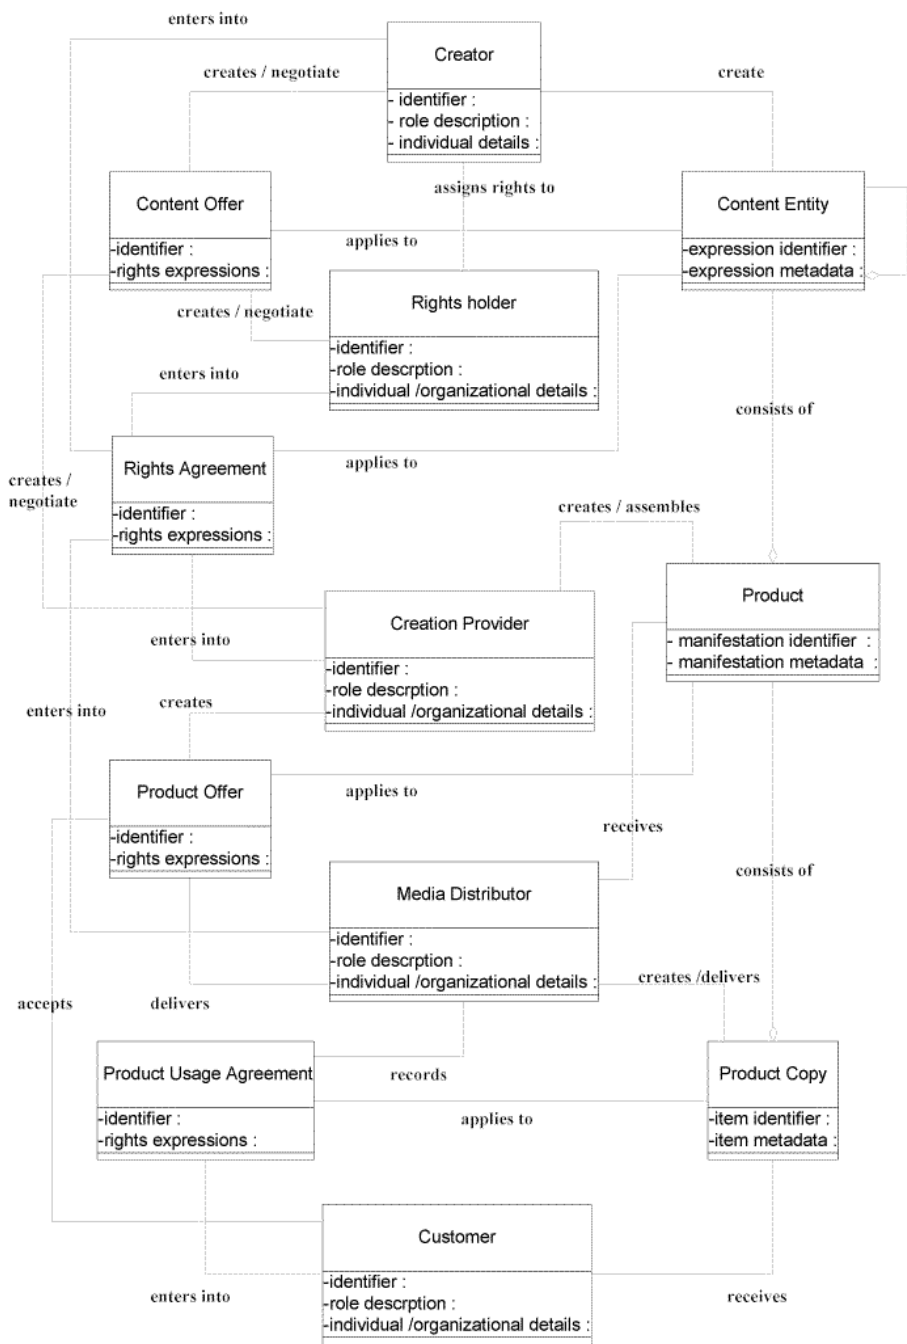 enters into
Creator
creates / negotiate
create
- identifier :
- role description :
- individual details :
assigns rights to
Content Offer
Content Entity
applies to
-identifier :
-rights expressions :
-expression identifier :
-expression metadata :
Rights holder
creates / negotiate
-identifier :
-role descrption :
-individual /organizational details :
enters into
consists of
Rights Agreement
applies to
creates /
negotiate
-identifier :
-rights expressions :
creates / assembles
Product
Creation Provider
enters into
- manifestation identifier :
- manifestation metadata :
-identifier :
-role descrption :
-individual /organizational details :
enters into
creates
Product Offer
applies to
-identifier :
-rights expressions :
receives
consists of
Media Distributor
-identifier :
-role descrption :
-individual /organizational details :
creates /delivers
accepts
delivers
Product Usage Agreement
records
Product Copy
-identifier :
-rights expressions :
applies to
-item identifier :
-item metadata :
Customer
-identifier :
-role descrption :
-individual /organizational details :
enters into
receives